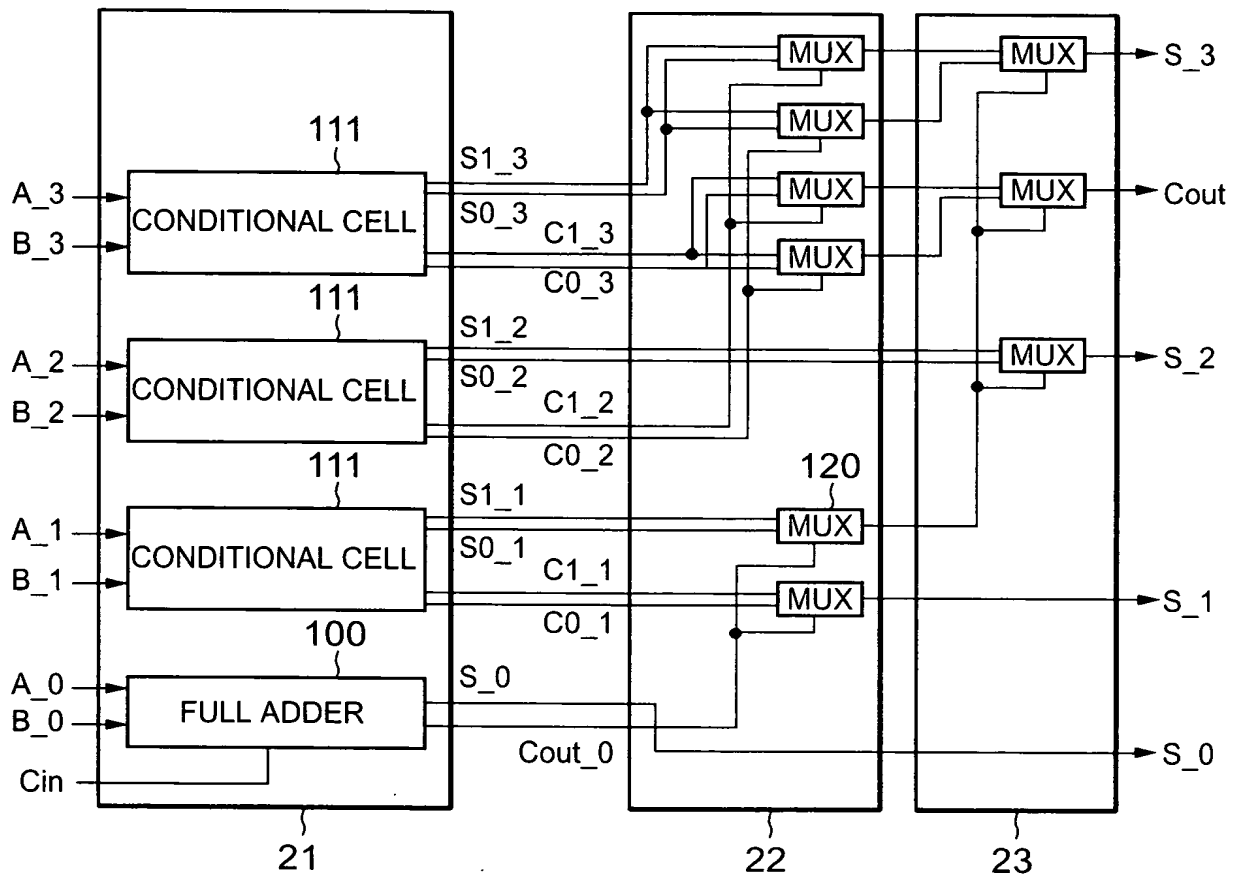 MUX
MUX
S_3
MUX
111
S1_3
A_3
CONDITIONAL CELL
S0_3
MUX
MUX
Cout
B_3
C1_3
MUX
C0_3
111
S1_2
A_2
CONDITIONAL CELL
S0_2
MUX
S_2
B_2
C1_2
C0_2
111
S1_1
120
A_1
CONDITIONAL CELL
S0_1
MUX
B_1
C1_1
MUX
S_1
C0_1
100
A_0
S_0
B_0
FULL ADDER
Cout_0
S_0
Cin
21
22
23